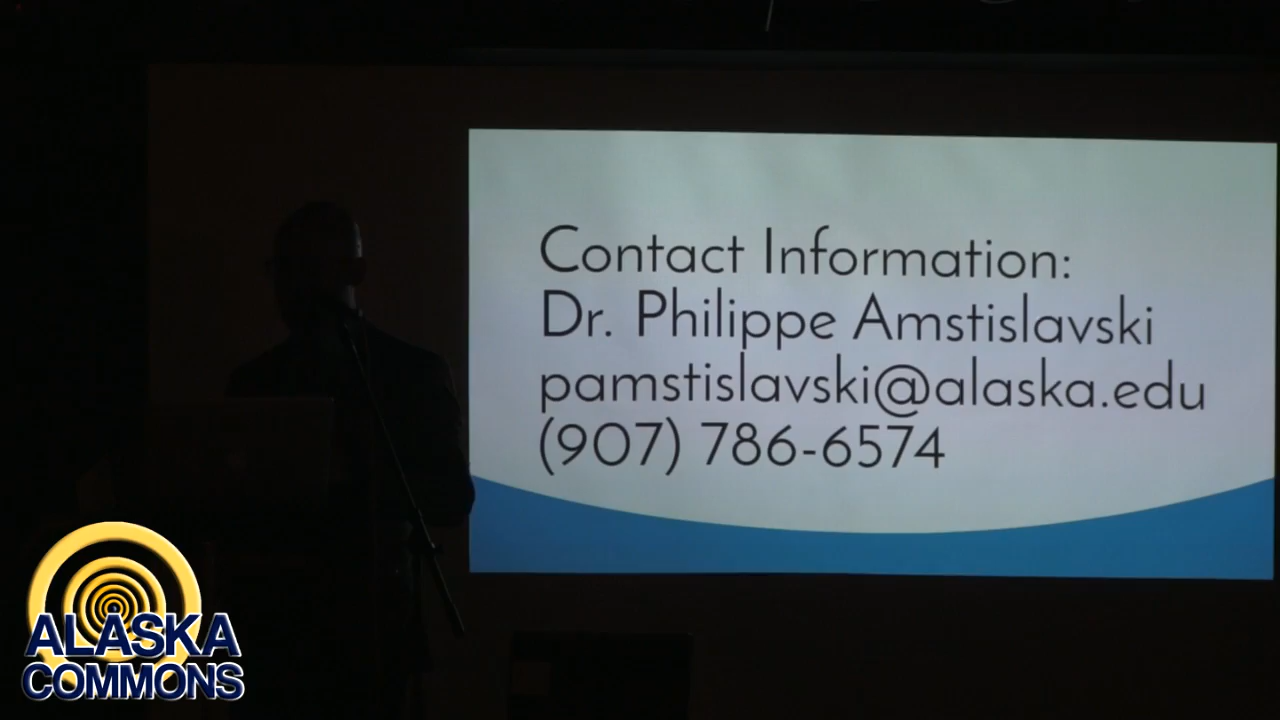 Contact Information:
Dr. Philippe Amstislavski
pamstislavski@alaska.edu
(907) 786-6574
ALASKA
COMMONS